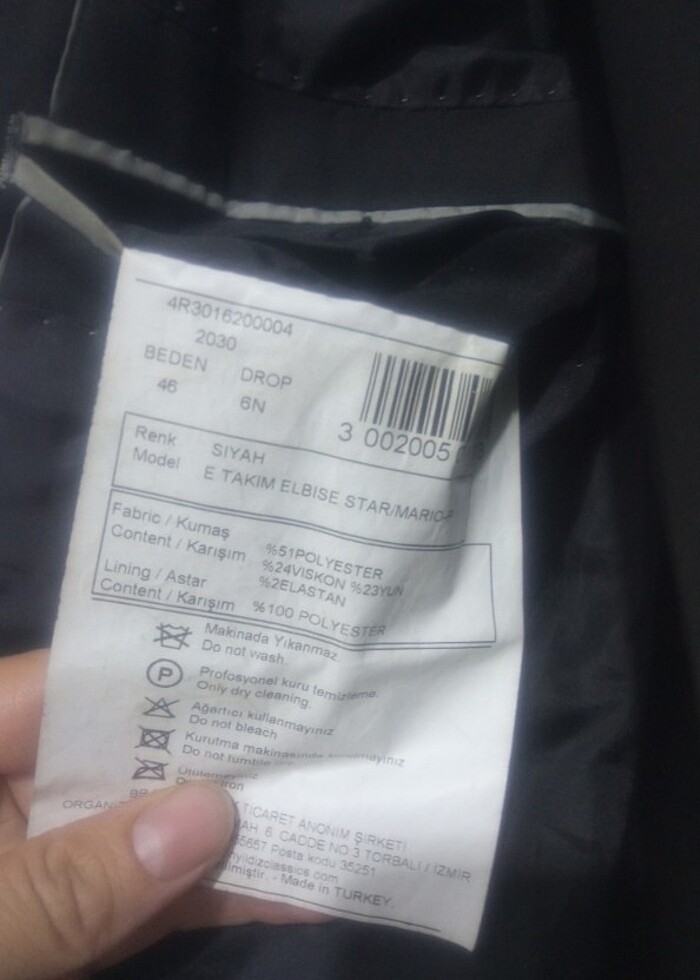 4R3016200004
2030
BEDEN DROP
46 6N
3 002005
Renk SIYAH
Model E TAKIM ELBISE STAR/MARIO-P
Fabric / Kumaş %51POLYESTER
Content / Karışım %24VISKON %23YUN
%2ELASTAN
Lining / Astar
Content / Karışım %100 POLYESTER
Makinada Yıkanmaz
Do not wash.
P
Profosyonel kuru temizleme.
Only dry cleaning.
Ağartıcı kullanmayınız
Do not bleach
Kurutma makinasında
Do not tumble
TİCARET ANONİM ŞİRKETİ
6. CADDE NO 3 TORBALI / İZMİR
Posta kodu 35251
- Made in TURKEY.